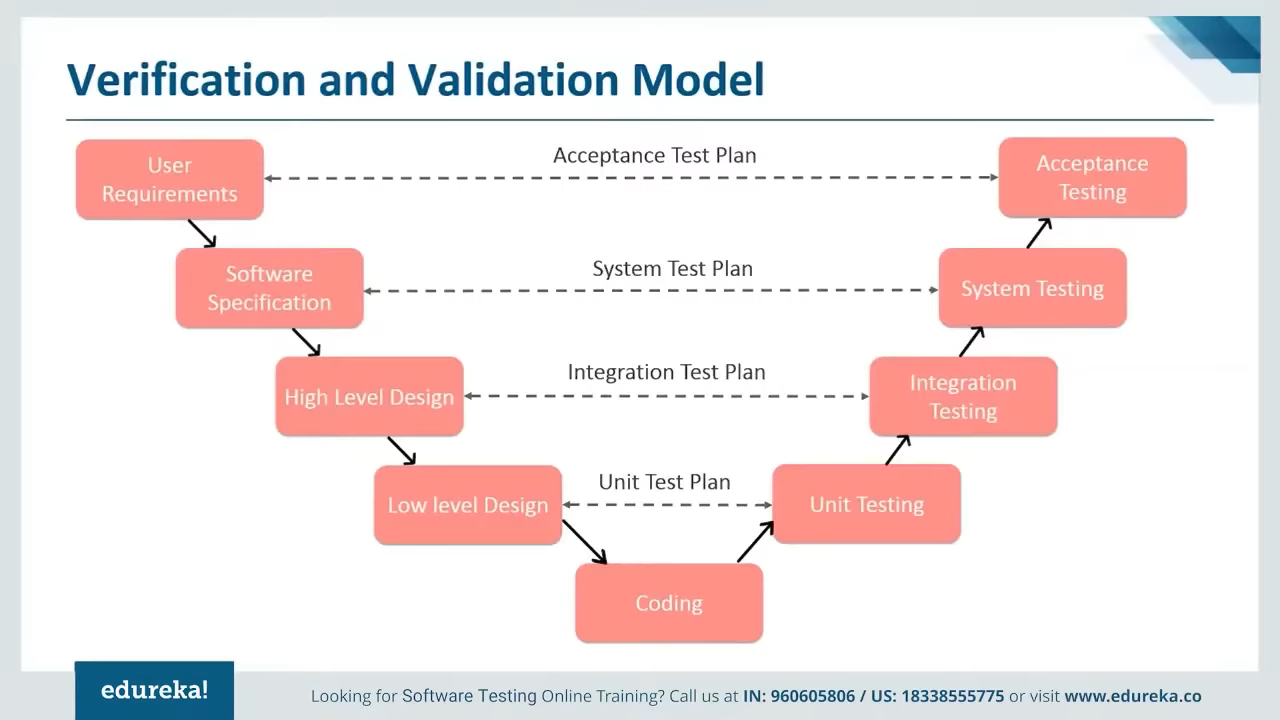 Verification and Validation Model
User
Requirements
Acceptance Test Plan
Acceptance
Testing
Software
Specification
System Test Plan
System Testing
High Level Design
Integration Test Plan
Integration
Testing
Low level Design
Unit Test Plan
Unit Testing
Coding
edureka!
Looking for Software Testing Online Training? Call us at IN: 960605806 / US: 18338555775 or visit www.edureka.co